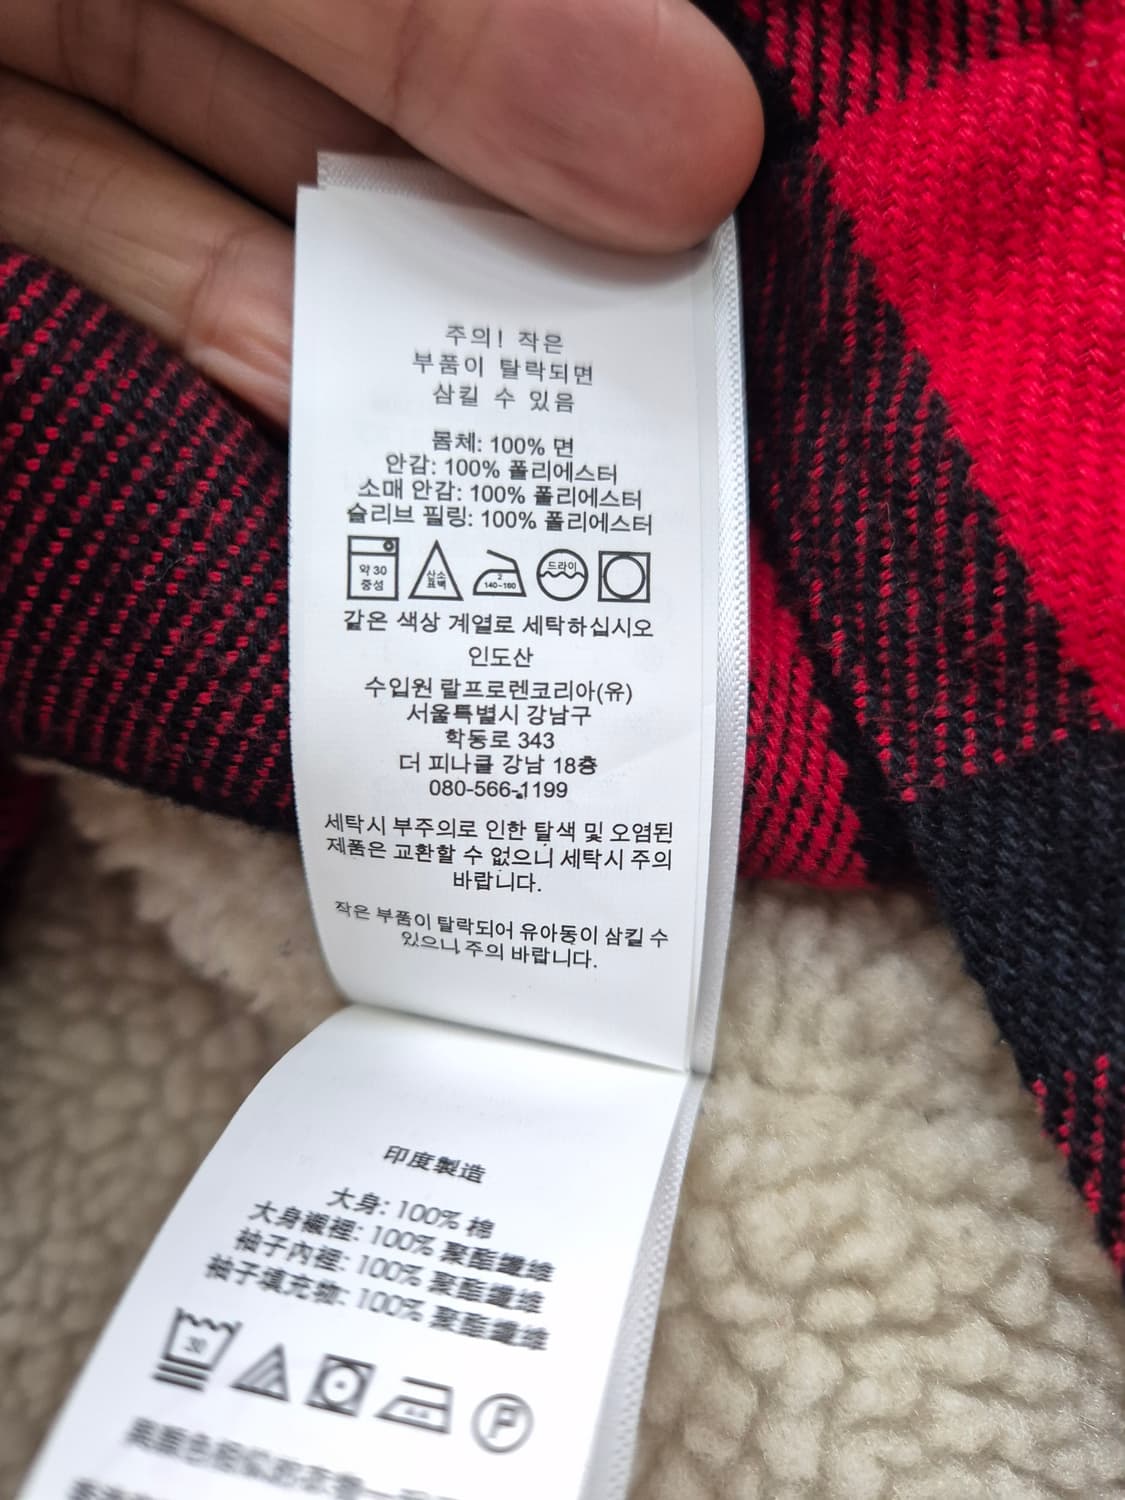 주의! 작은
부품이 탈락되면
삼킬 수 있음
몸체: 100% 면
안감: 100% 폴리에스터
소매 안감: 100% 폴리에스터
슬리브 필링: 100% 폴리에스터
약 30
중성
산소
표백
2
140~160
드라이
같은 색상 계열로 세탁하십시오
인도산
수입원 랄프로렌코리아(유)
서울특별시 강남구
학동로 343
더 피나클 강남 18층
080-566-1199
세탁시 부주의로 인한 탈색 및 오염된
제품은 교환할 수 없으니 세탁시 주의
바랍니다.
작은 부품이 탈락되어 유아동이 삼킬 수
있으니 주의 바랍니다.
印度製造
大身: 100% 棉
大身襯裡: 100% 聚酯纖維
袖子內裡: 100% 聚酯纖維
袖子填充物: 100% 聚酯纖維
30
P